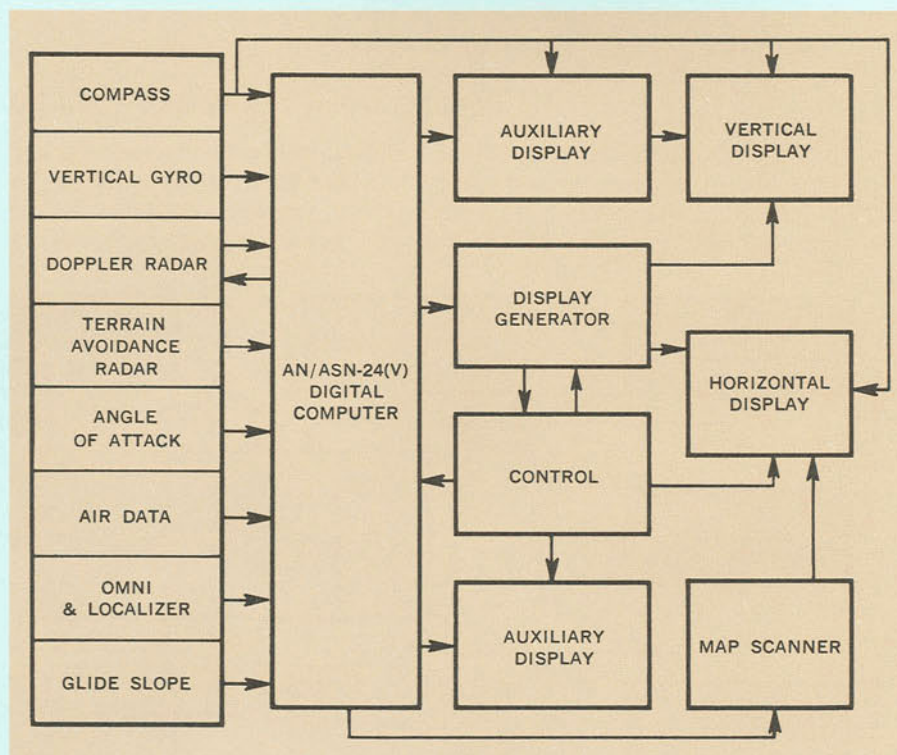 COMPASS
VERTICAL GYRO
DOPPLER RADAR
TERRAIN
AVOIDANCE
RADAR
ANGLE
OF ATTACK
AIR DATA
OMNI
& LOCALIZER
GLIDE SLOPE
AN/ASN-24(V)
DIGITAL
COMPUTER
AUXILIARY
DISPLAY
VERTICAL
DISPLAY
DISPLAY
GENERATOR
HORIZONTAL
DISPLAY
CONTROL
AUXILIARY
DISPLAY
MAP SCANNER